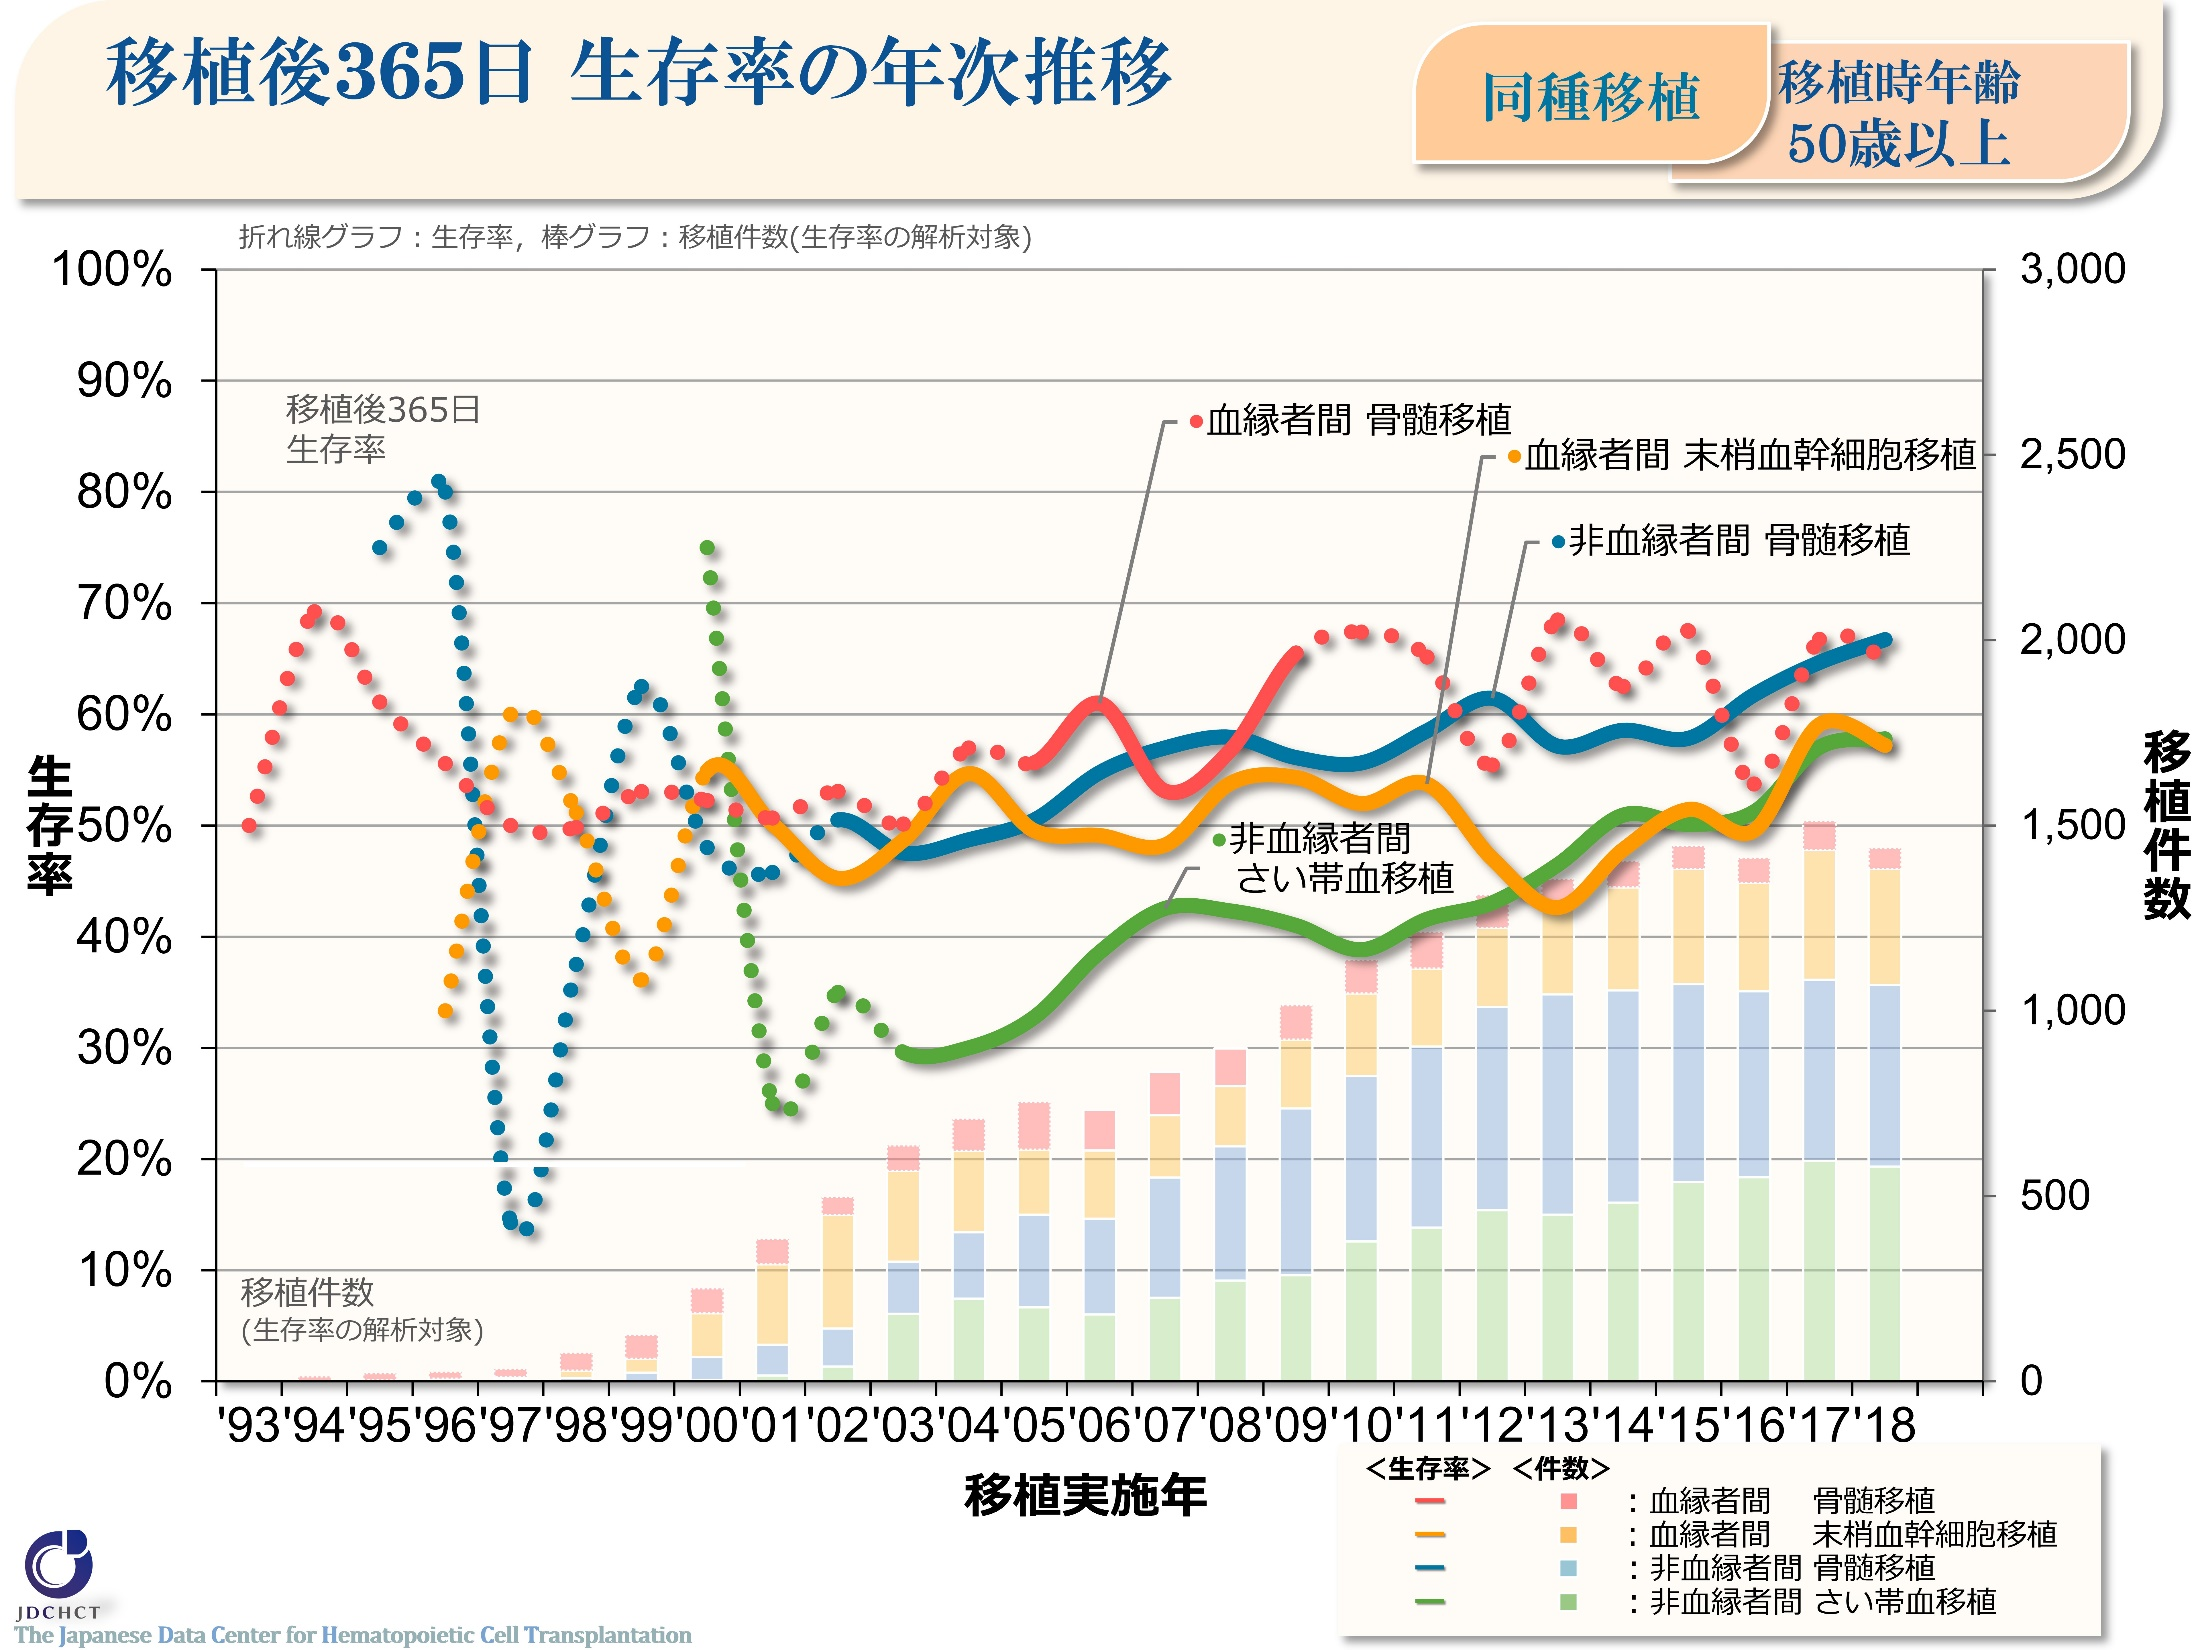 移植後365日 生存率の年次推移
同種移植
移植時年齢
50歳以上
折れ線グラフ：生存率，棒グラフ：移植件数(生存率の解析対象)
100%
90%
80%
70%
60%
50%
40%
30%
20%
10%
0%
生存率
3,000
2,500
2,000
1,500
1,000
500
0
移植件数
移植後365日
生存率
血縁者間 骨髄移植
血縁者間 末梢血幹細胞移植
非血縁者間 骨髄移植
非血縁者間
さい帯血移植
移植件数
(生存率の解析対象)
'93 '94 '95 '96 '97 '98 '99 '00 '01 '02 '03 '04 '05 '06 '07 '08 '09 '10 '11 '12 '13 '14 '15 '16 '17 '18
移植実施年
＜生存率＞ ＜件数＞
：血縁者間 骨髄移植
：血縁者間 末梢血幹細胞移植
：非血縁者間 骨髄移植
：非血縁者間 さい帯血移植
JDCHCT
The Japanese Data Center for Hematopoietic Cell Transplantation